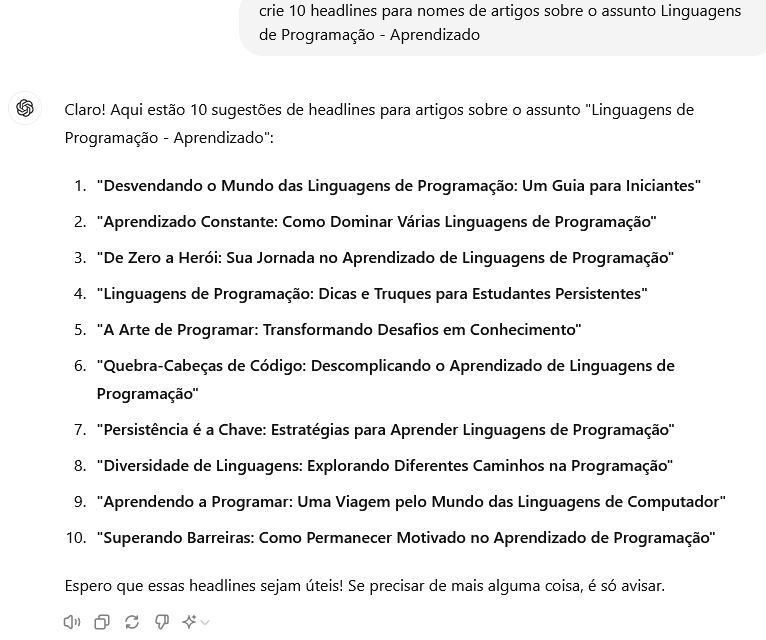 crie 10 headlines para nomes de artigos sobre o assunto Linguagens
de Programação - Aprendizado
Claro! Aqui estão 10 sugestões de headlines para artigos sobre o assunto "Linguagens de
Programação - Aprendizado":
1. "Desvendando o Mundo das Linguagens de Programação: Um Guia para Iniciantes"
2. "Aprendizado Constante: Como Dominar Várias Linguagens de Programação"
3. "De Zero a Herói: Sua Jornada no Aprendizado de Linguagens de Programação"
4. "Linguagens de Programação: Dicas e Truques para Estudantes Persistentes"
5. "A Arte de Programar: Transformando Desafios em Conhecimento"
6. "Quebra-Cabeças de Código: Descomplicando o Aprendizado de Linguagens de
Programação"
7. "Persistência é a Chave: Estratégias para Aprender Linguagens de Programação"
8. "Diversidade de Linguagens: Explorando Diferentes Caminhos na Programação"
9. "Aprendendo a Programar: Uma Viagem pelo Mundo das Linguagens de Computador"
10. "Superando Barreiras: Como Permanecer Motivado no Aprendizado de Programação"
Espero que essas headlines sejam úteis! Se precisar de mais alguma coisa, é só avisar.